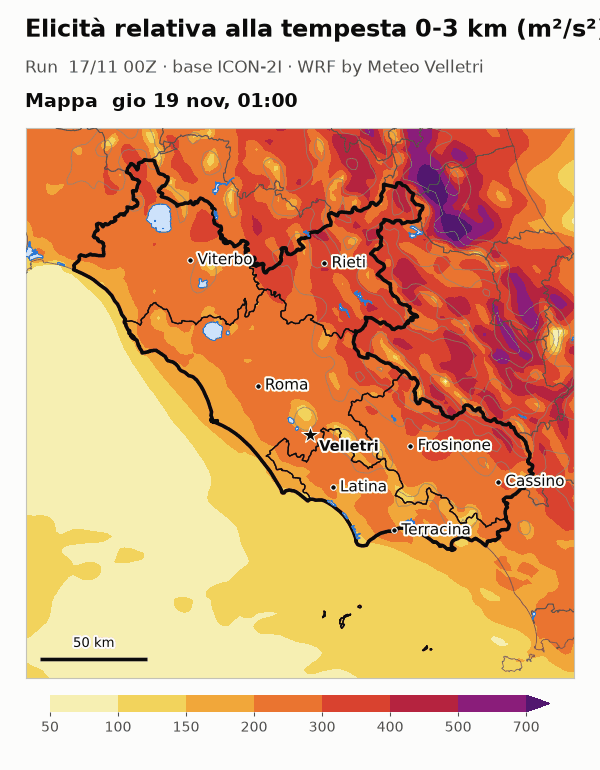 Elicità relativa alla tempesta 0-3 km (m²/s²)
Run 17/11 00Z · base ICON-2I · WRF by Meteo Velletri
Mappa gio 19 nov, 01:00
Viterbo
Rieti
Roma
Velletri
Frosinone
Cassino
Latina
Terracina
50 km
50 100 150 200 300 400 500 700